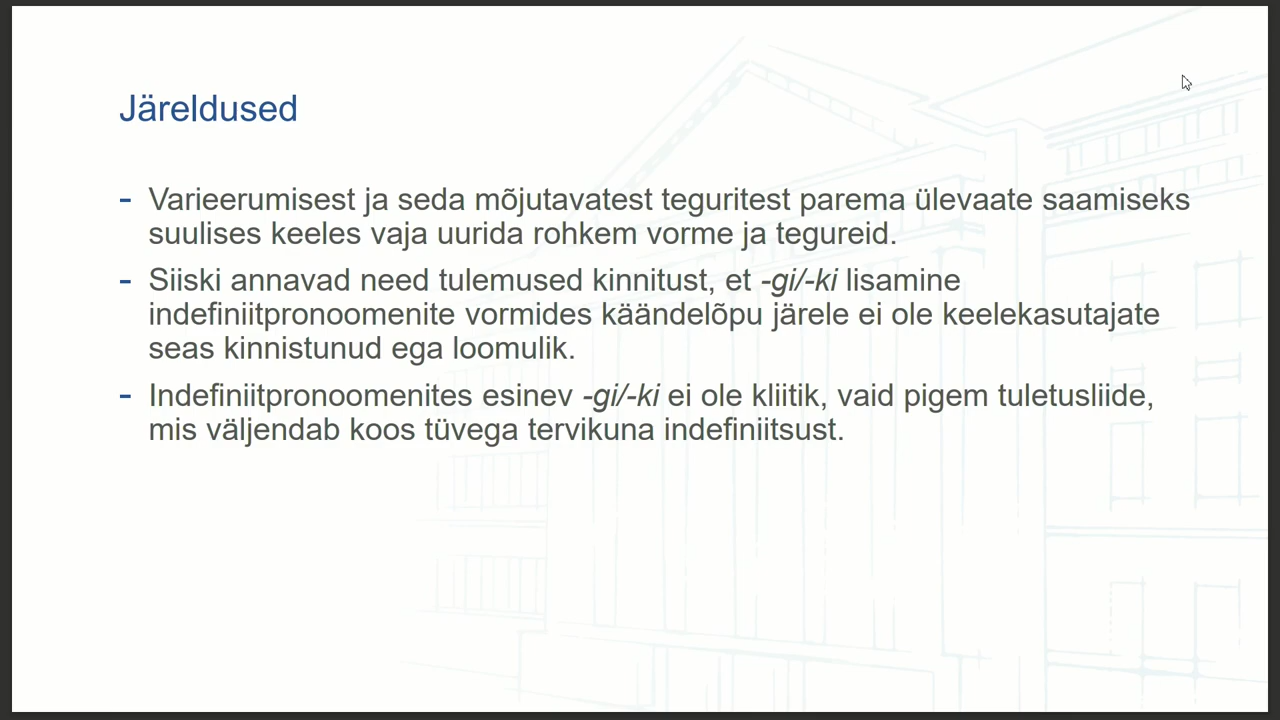 Järeldused
- Varieerumisest ja seda mõjutavatest teguritest parema ülevaate saamiseks
suulises keeles vaja uurida rohkem vorme ja tegureid.
- Siiski annavad need tulemused kinnitust, et -gi/-ki lisamine
indefiniitpronoomenite vormides käändelõpu järele ei ole keelekasutajate
seas kinnistunud ega loomulik.
- Indefiniitpronoomenites esinev -gi/-ki ei ole kliitik, vaid pigem tuletusliide,
mis väljendab koos tüvega tervikuna indefiniitsust.